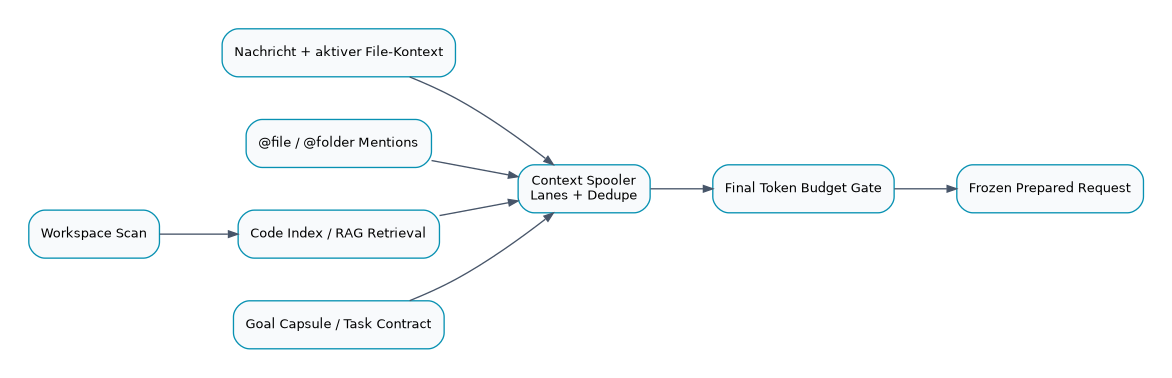 Nachricht + aktiver File-Kontext
@file / @folder Mentions
Workspace Scan
Code Index / RAG Retrieval
Goal Capsule / Task Contract
Context Spooler
Lanes + Dedupe
Final Token Budget Gate
Frozen Prepared Request